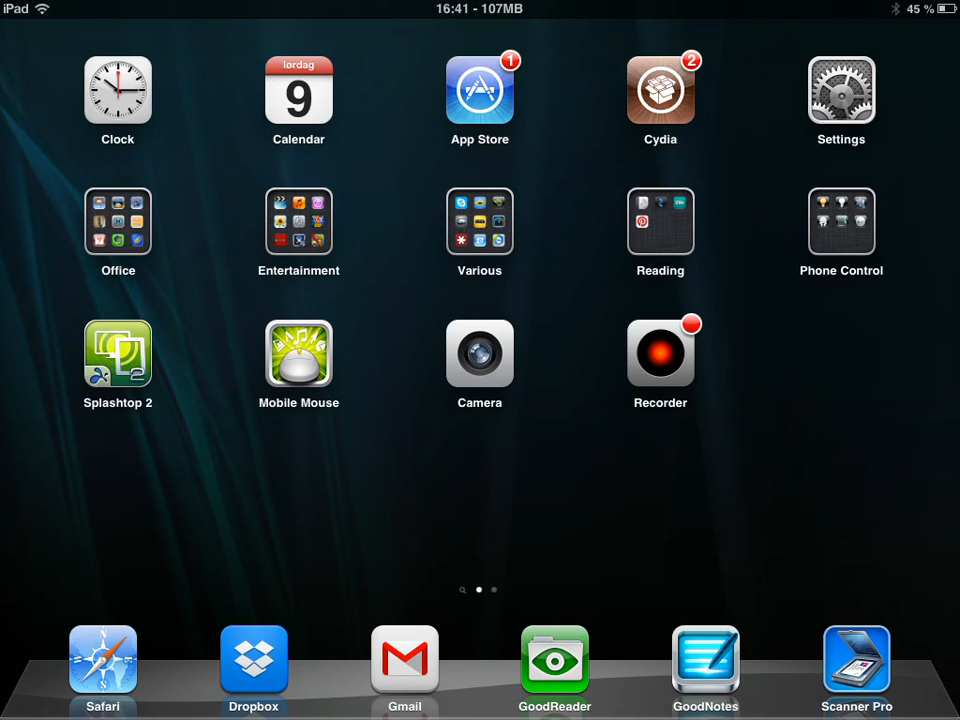 iPad 16:41 - 107MB 45 %
lørdag
9
1
2
Clock Calendar App Store Cydia Settings
Office Entertainment Various Reading Phone Control
2
Splashtop 2 Mobile Mouse Camera Recorder
Safari Dropbox Gmail GoodReader GoodNotes Scanner Pro